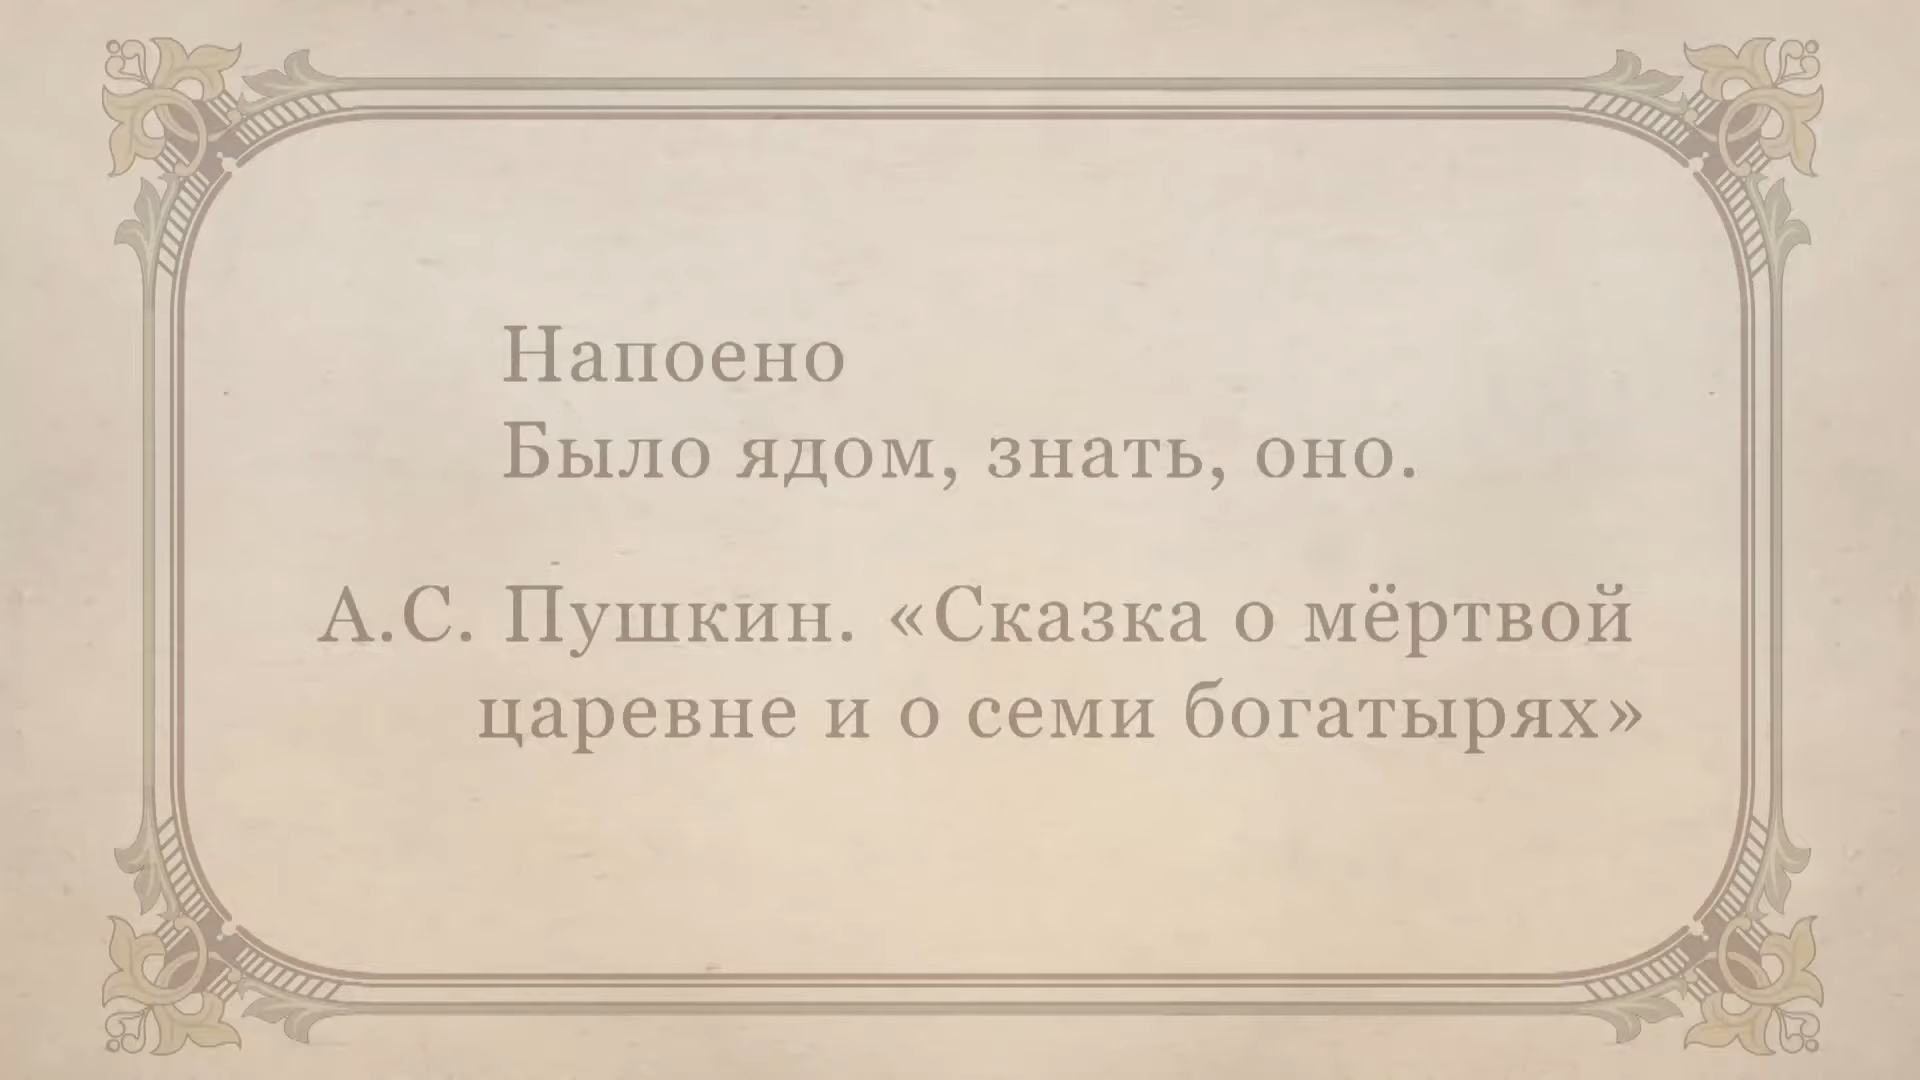 Напоено
Было ядом, знать, оно.
А.С. Пушкин. «Сказка о мёртвой
царевне и о семи богатырях»